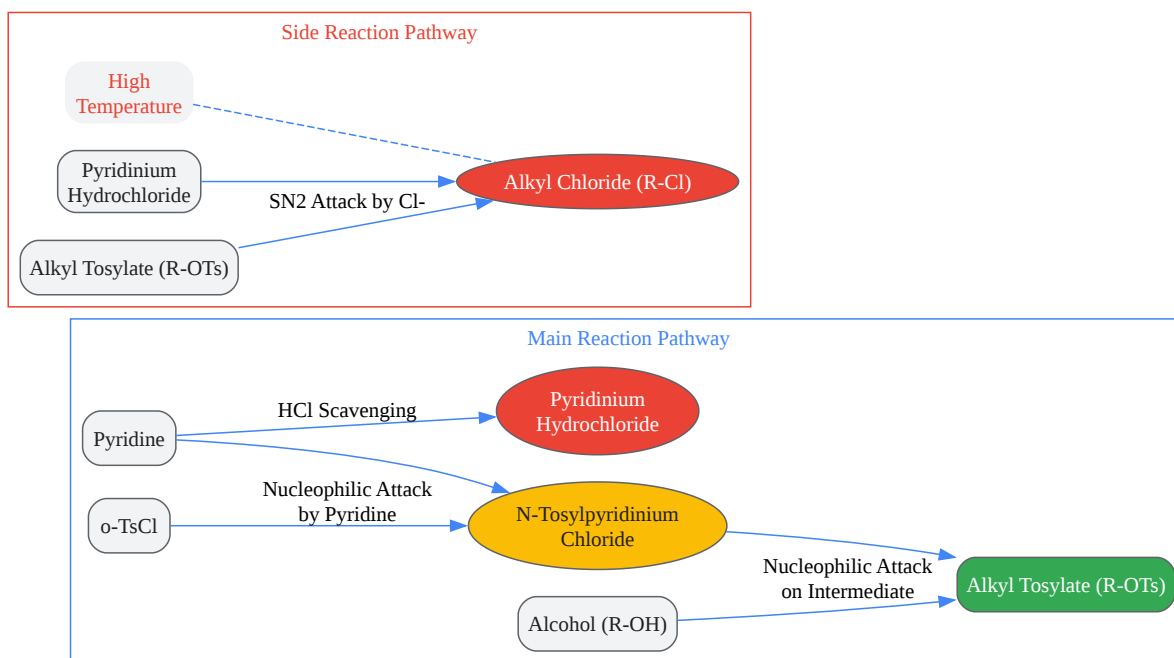 Side Reaction Pathway
High
Temperature
Pyridinium
Hydrochloride
Alkyl Chloride (R-Cl)
SN2 Attack by Cl-
Alkyl Tosylate (R-OTs)
Main Reaction Pathway
Pyridine
HCl Scavenging
Pyridinium
Hydrochloride
o-TsCl
Nucleophilic Attack
by Pyridine
N-Tosylpyridinium
Chloride
Nucleophilic Attack
on Intermediate
Alkyl Tosylate (R-OTs)
Alcohol (R-OH)